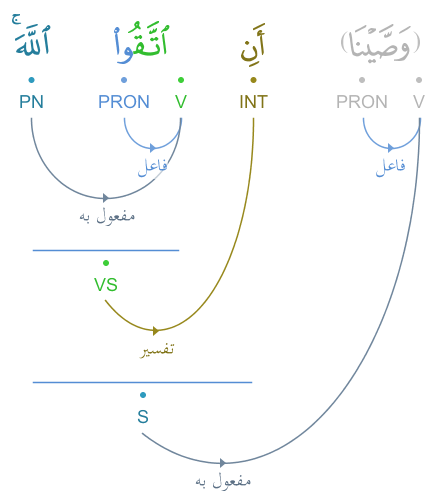 (وَصَّيْنَا) أَنِ ٱتَّقُوا۟ ٱللَّهَ ۚ
V PRON INT V PRON PN
فاعل فاعل
مفعول به
VS
تفسير
S
مفعول به